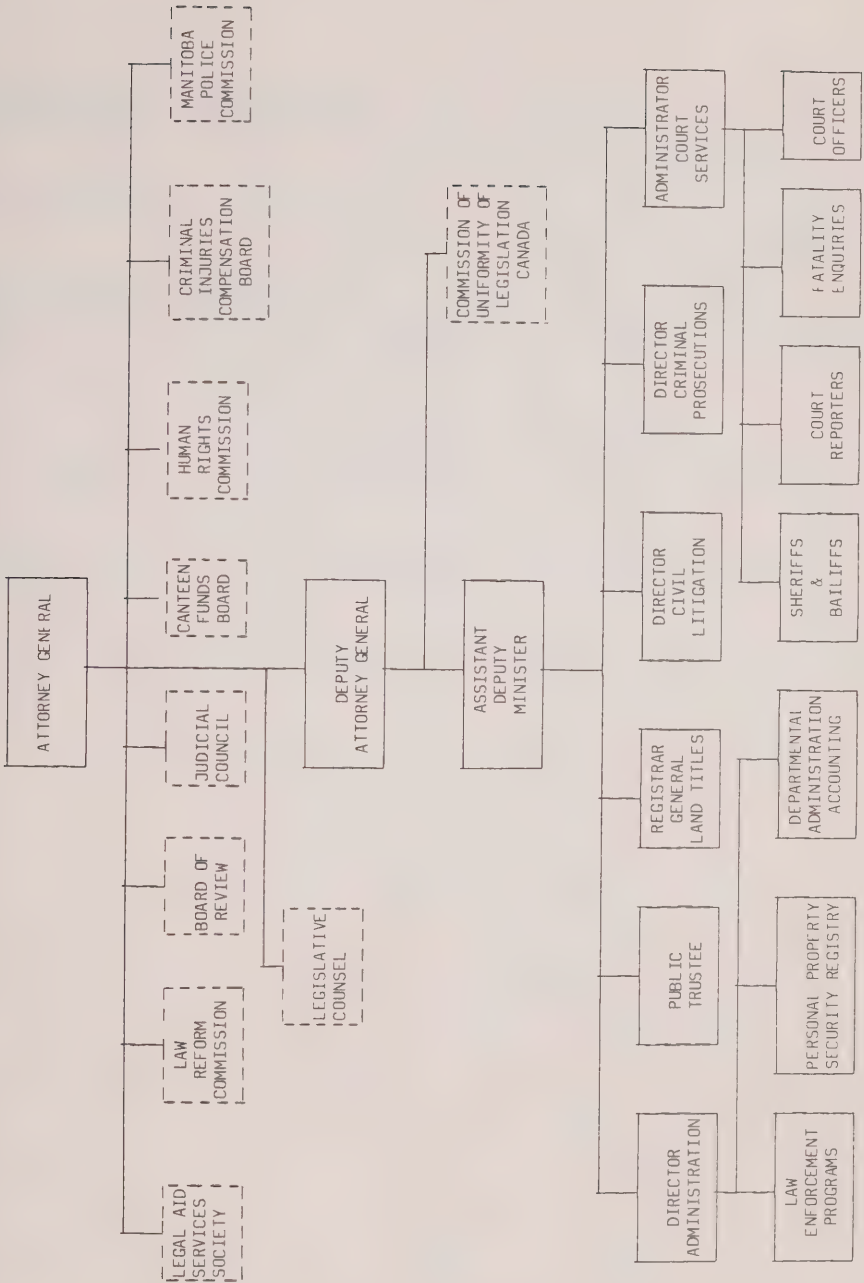 ATTORNEY GENERAL
LEGAL AID
SERVICES
SOCIETY
LAW
REFORM
COMMISSION
BOARD OF
REVIEW
JUDICIAL
COUNCIL
CANTEEN
FUNDS
BOARD
HUMAN
RIGHTS
COMMISSION
CRIMINAL
INJURIES
COMPENSATION
BOARD
MANITOBA
POLICE
COMMISSION
LEGISLATIVE
COUNSEL
DEPUTY
ATTORNEY GENERAL
COMMISSION OF
UNIFORMITY OF
LEGISLATION
CANADA
ASSISTANT
DEPUTY
MINISTER
DIRECTOR
ADMINISTRATION
PUBLIC
TRUSTEE
REGISTRAR
GENERAL
LAND TITLES
DIRECTOR
CIVIL
LITIGATION
DIRECTOR
CRIMINAL
PROSECUTIONS
ADMINISTRATOR
COURT
SERVICES
LAW
ENFORCEMENT
PROGRAMS
PERSONAL PROPERTY
SECURITY REGISTRY
DEPARTMENTAL
ADMINISTRATION
ACCOUNTING
SHERIFFS
&
BAILIFFS
COURT
REPORTERS
FATALITY
ENQUIRIES
COURT
OFFICERS